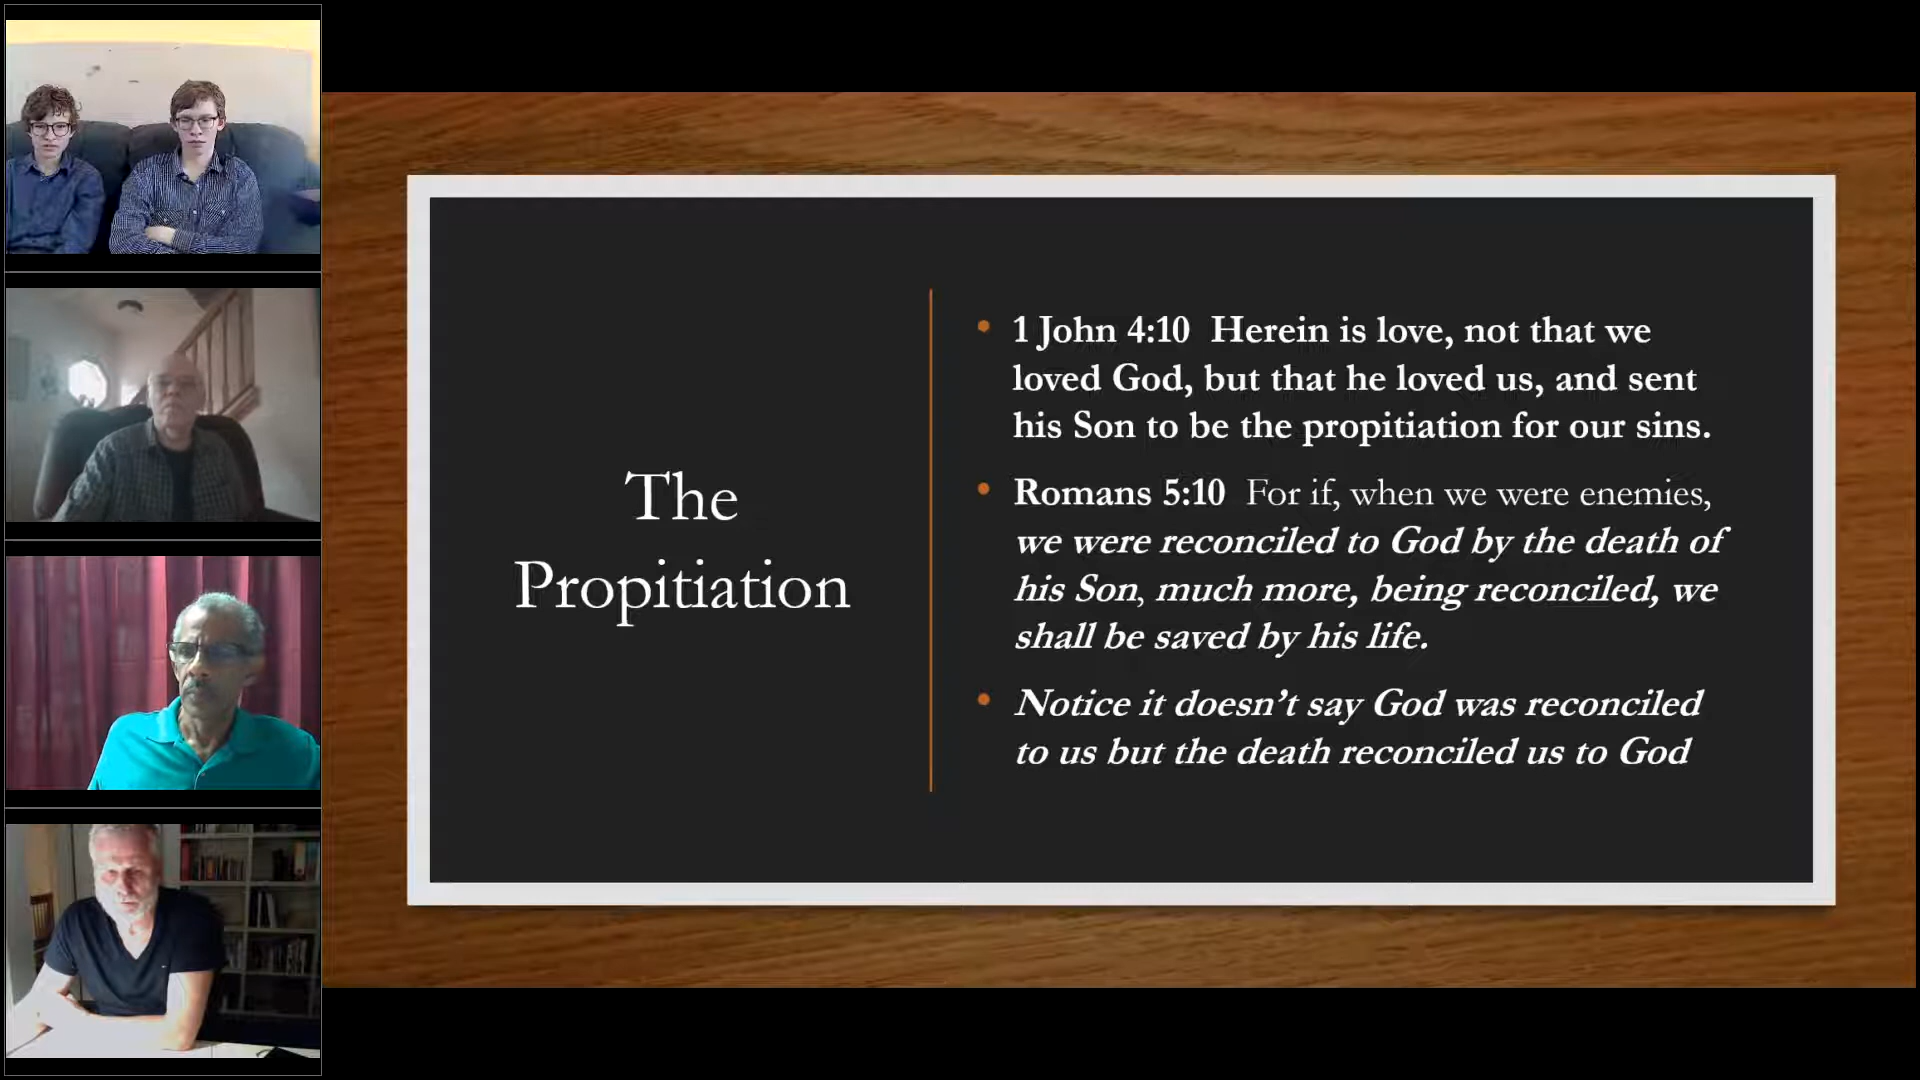 The
Propitiation
• 1 John 4:10 Herein is love, not that we
loved God, but that he loved us, and sent
his Son to be the propitiation for our sins.
• Romans 5:10 For if, when we were enemies,
we were reconciled to God by the death of
his Son, much more, being reconciled, we
shall be saved by his life.
• Notice it doesn’t say God was reconciled
to us but the death reconciled us to God